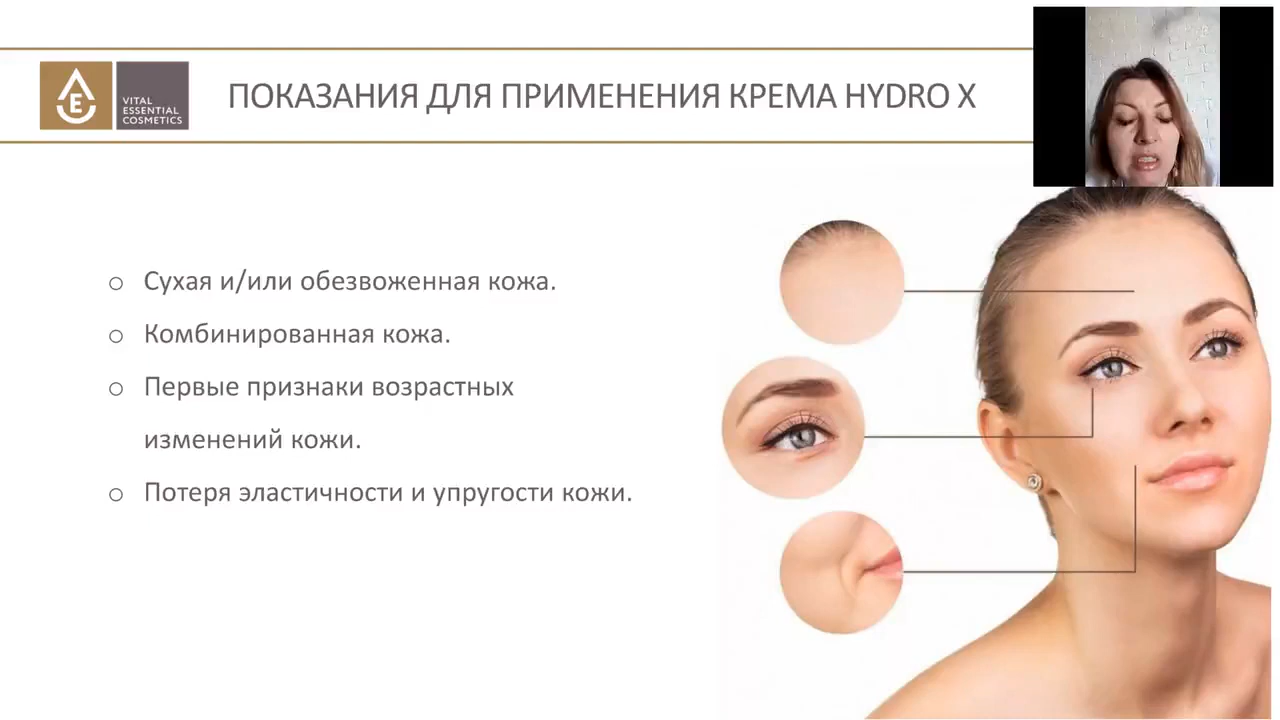 E
VITAL
ESSENTIAL
COSMETICS
ПОКАЗАНИЯ ДЛЯ ПРИМЕНЕНИЯ КРЕМА HYDRO X
Сухая и/или обезвоженная кожа.
Комбинированная кожа.
Первые признаки возрастных
изменений кожи.
Потеря эластичности и упругости кожи.